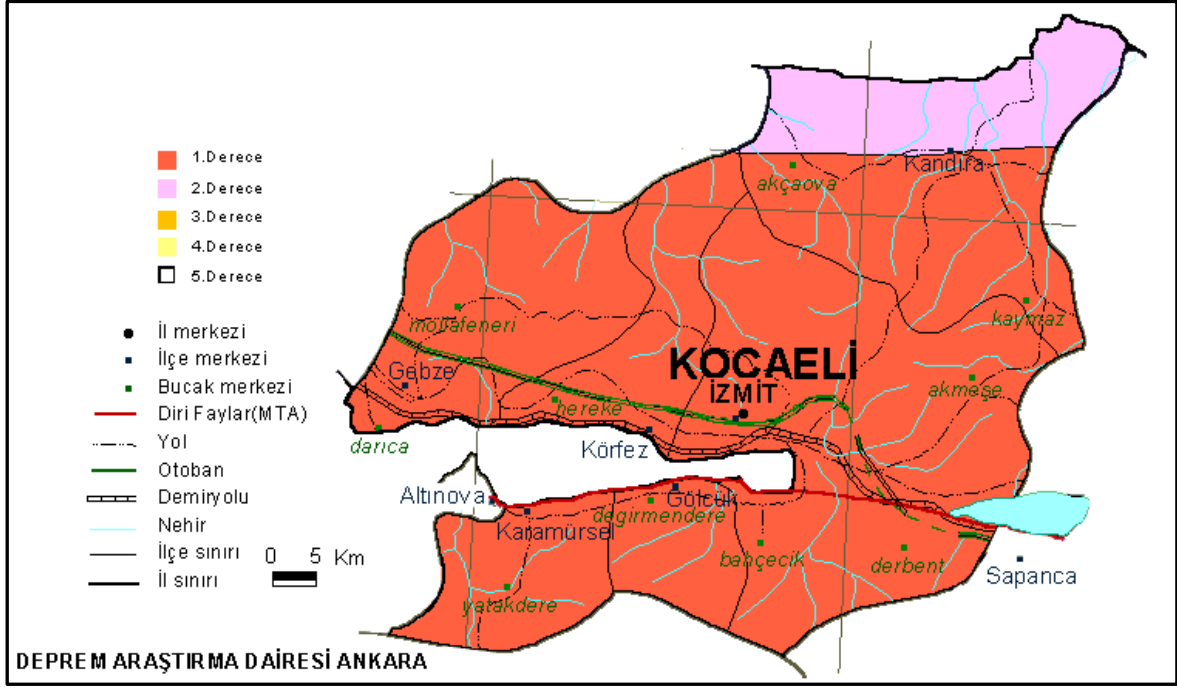 1.Derece
2.Derece
3.Derece
4.Derece
5.Derece
İl merkezi
İlçe merkezi
Bucak merkezi
Diri Faylar(MTA)
Yol
Otoban
Demiryolu
Nehir
İlçe sınırı
İl sınırı
0 5 Km
Kandıra
akçaova
mollafeneri
kaymaz
KOCAELİ
İZMİT
Gebze
akmeşe
hereke
darıca
Körfez
Altınova
Gölcük
degirmendere
Karamürsel
bahçecik
derbent
Sapanca
yatakdere
DEPREM ARAŞTIRMA DAİRESİ ANKARA